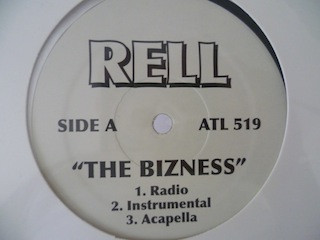 RELL
SIDE A ATL 519
“THE BIZNESS”
1. Radio
2. Instrumental
3. Acapella